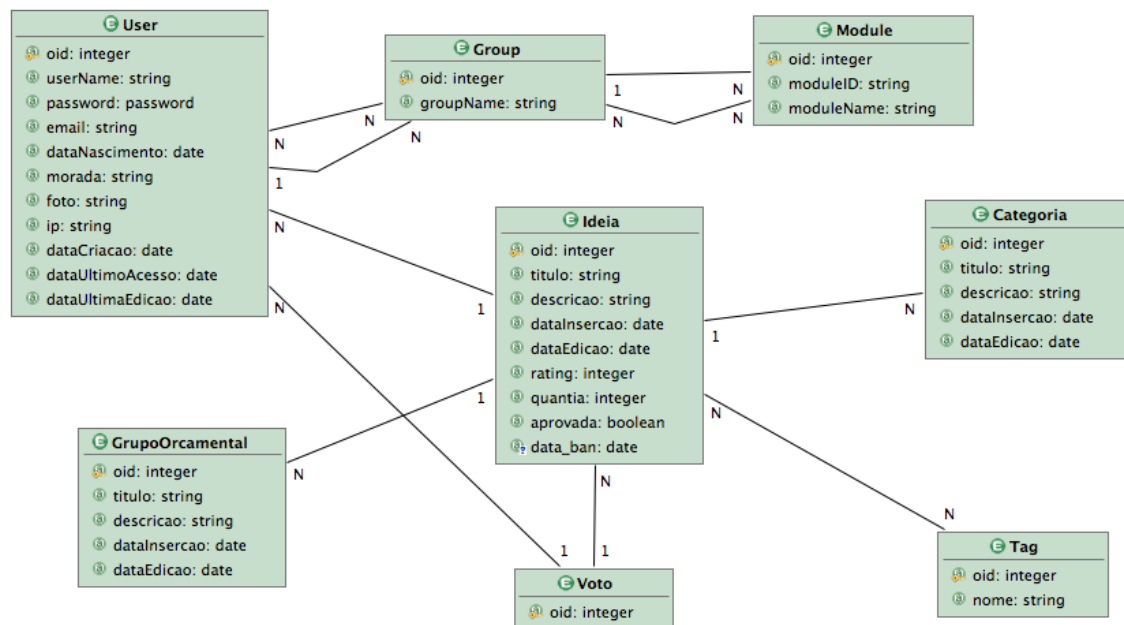 User
oid: integer
userName: string
password: password
email: string
dataNascimento: date
morada: string
foto: string
ip: string
dataCriacao: date
dataUltimoAcesso: date
dataUltimaEdicao: date
Group
oid: integer
groupName: string
Module
oid: integer
moduleID: string
moduleName: string
N
N
1
N
1
N
N
N
Ideia
oid: integer
titulo: string
descricao: string
dataInsercao: date
dataEdicao: date
rating: integer
quantia: integer
aprovada: boolean
data_ban: date
Categoria
oid: integer
titulo: string
descricao: string
dataInsercao: date
dataEdicao: date
N
1
N
1
N
1
N
N
N
GrupoOrcamental
oid: integer
titulo: string
descricao: string
dataInsercao: date
dataEdicao: date
1
N
1
N
Voto
oid: integer
Tag
oid: integer
nome: string